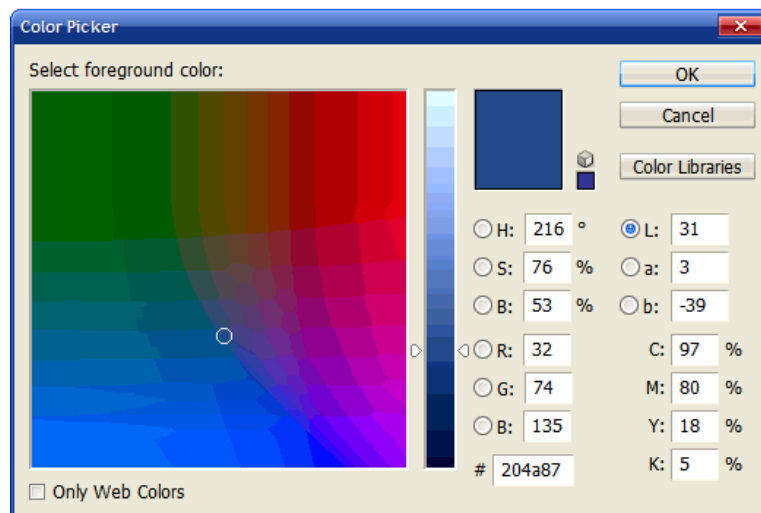 Color Picker
Select foreground color:
OK
Cancel
Color Libraries
H: 216 ° L: 31
S: 76 % a: 3
B: 53 % b: -39
R: 32 C: 97 %
G: 74 M: 80 %
B: 135 Y: 18 %
# 204a87 K: 5 %
Only Web Colors